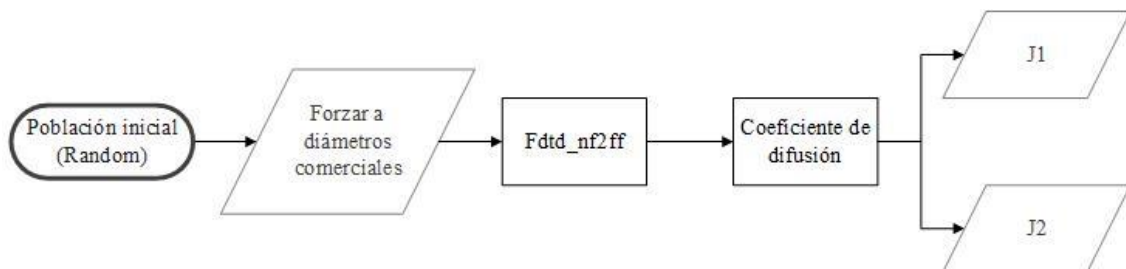 Población inicial
(Random)
Forzar a
diámetros
comerciales
Fdtd_nf2ff
Coeficiente de
difusión
J1
J2